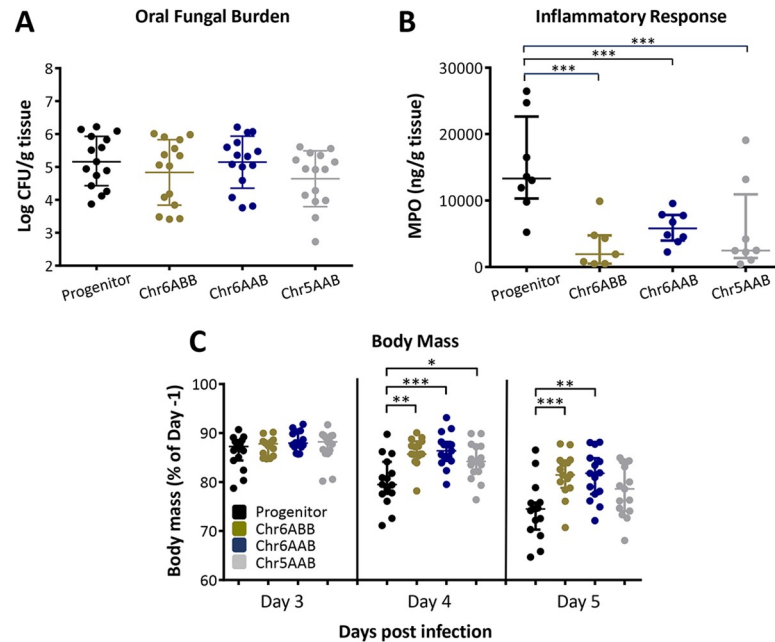 A
Oral Fungal Burden
Log CFU/g tissue
8
7
6
5
4
3
2
Progenitor
Chr6ABB
Chr6AAB
Chr5AAB
B
Inflammatory Response
MPO (ng/g tissue)
30000
20000
10000
0
***
***
***
Progenitor
Chr6ABB
Chr6AAB
Chr5AAB
C
Body Mass
Body mass (% of Day -1)
100
90
80
70
60
*
***
**
**
***
Progenitor
Chr6ABB
Chr6AAB
Chr5AAB
Day 3
Day 4
Day 5
Days post infection